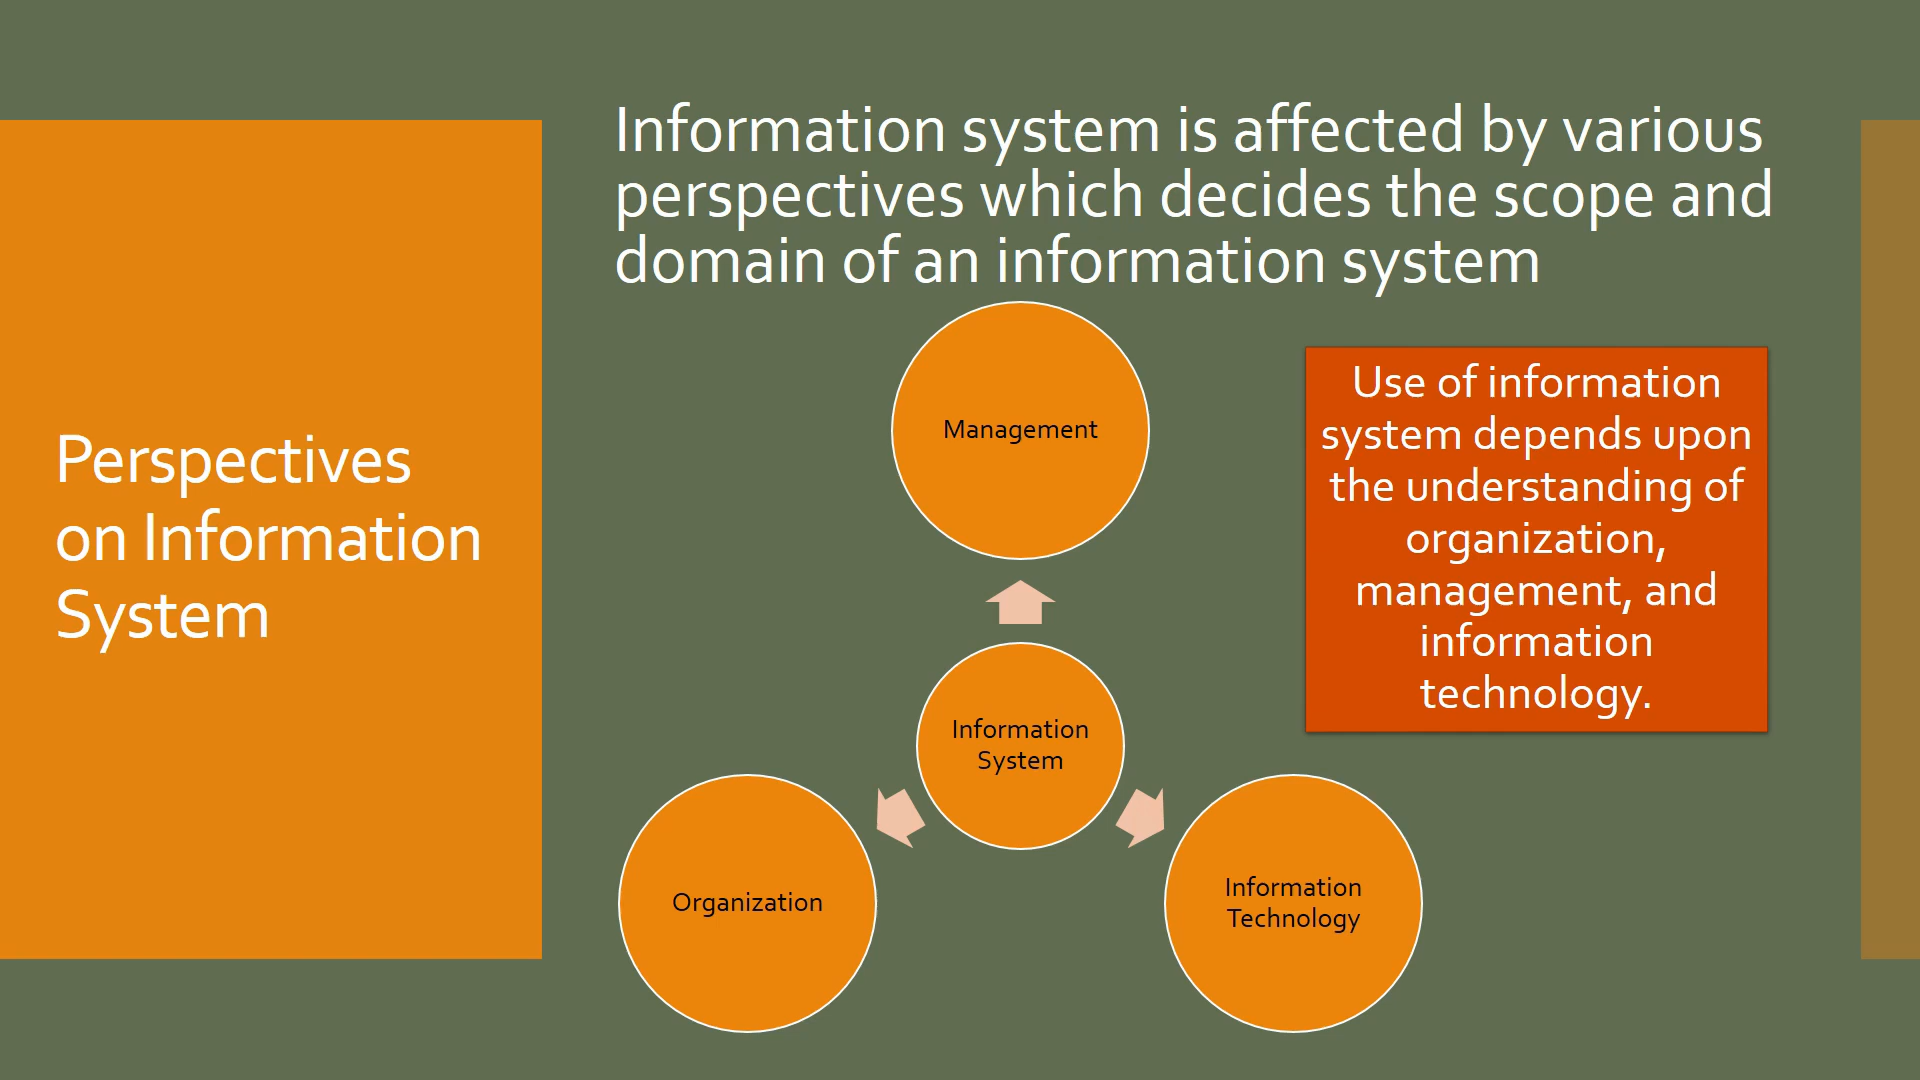 Perspectives
on Information
System
Information system is affected by various
perspectives which decides the scope and
domain of an information system
Management
Information
System
Organization
Information
Technology
Use of information
system depends upon
the understanding of
organization,
management, and
information
technology.